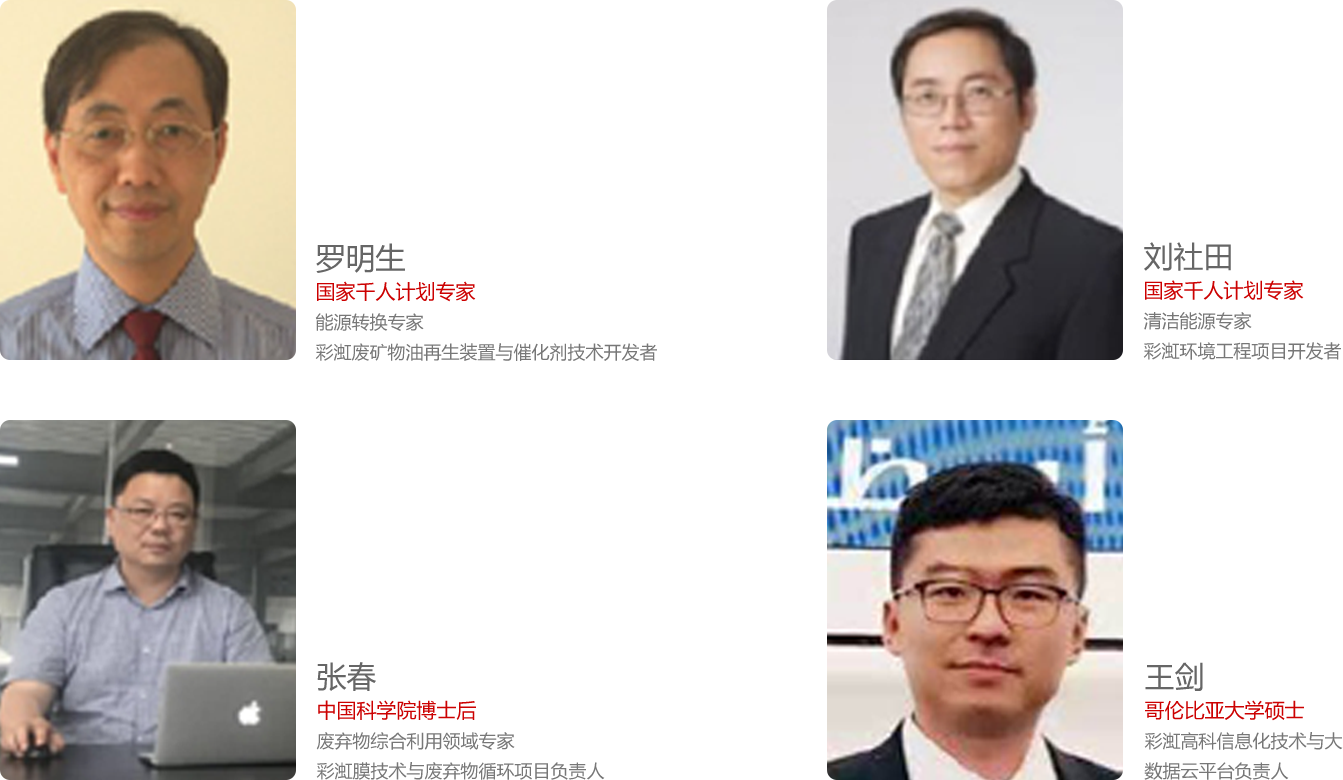 罗明生
国家千人计划专家
能源转换专家
彩虹废矿物油再生装置与催化剂技术开发者
刘社田
国家千人计划专家
清洁能源专家
彩虹环境工程项目开发者
张春
中国科学院博士后
废弃物综合利用领域专家
彩虹膜技术与废弃物循环项目负责人
王剑
哥伦比亚大学硕士
彩虹高科信息化技术与大
数据云平台负责人